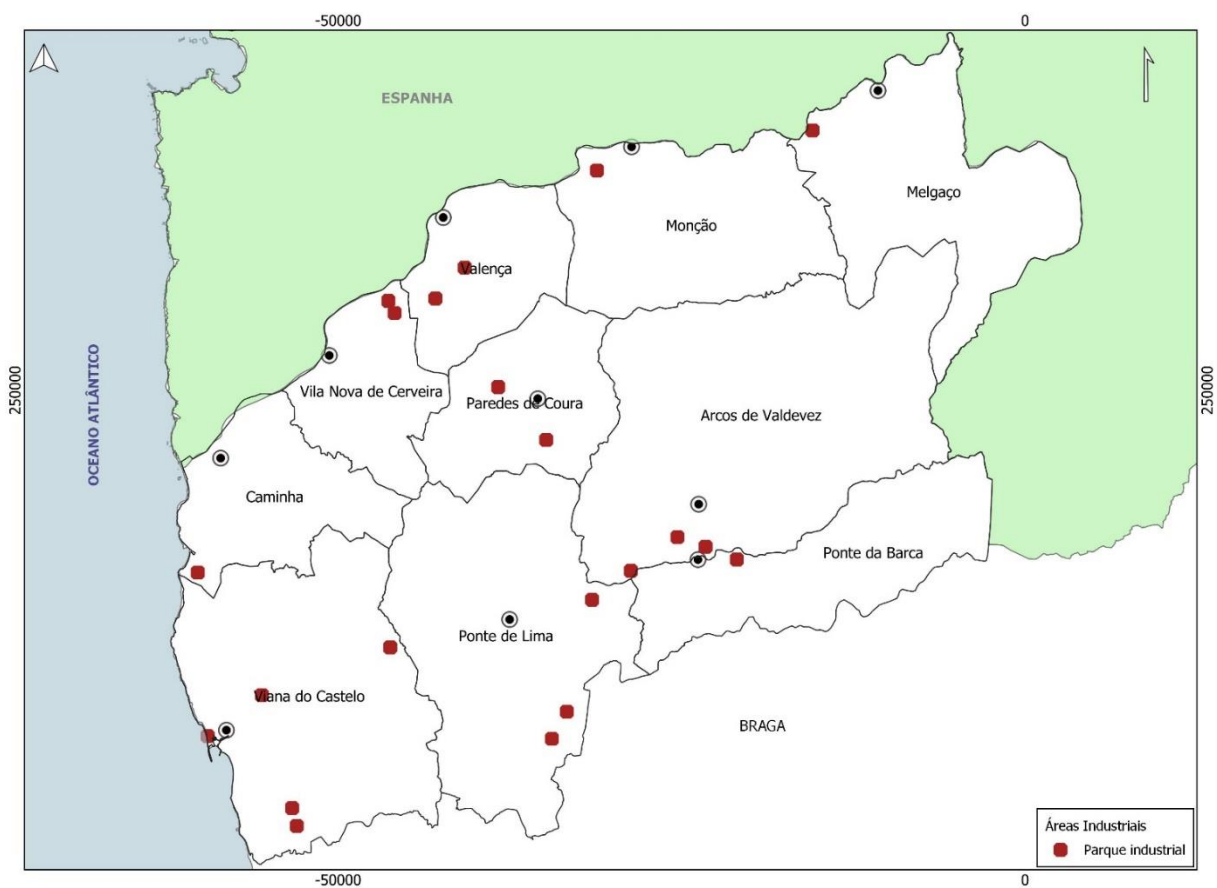 -50000
0
ESPANHA
Melgaço
Monção
Valença
250000
250000
Vila Nova de Cerveira
Paredes de Coura
Arcos de Valdevez
OCEANO ATLÂNTICO
Caminha
Ponte da Barca
Ponte de Lima
Viana do Castelo
BRAGA
Áreas Industriais
Parque industrial
-50000
0